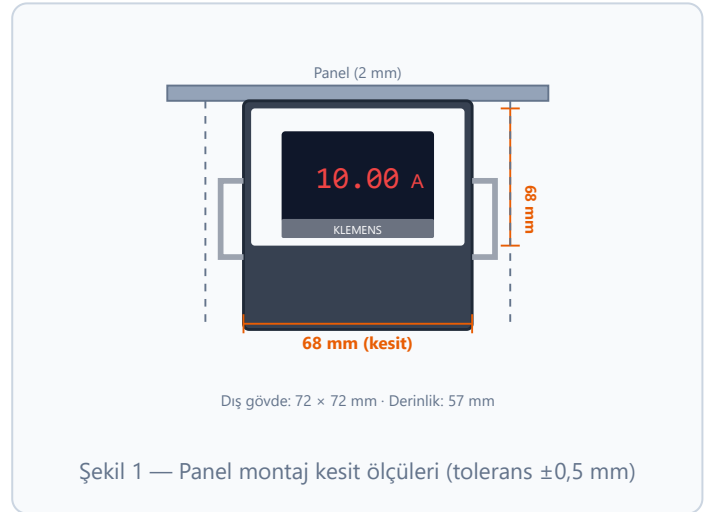 Panel (2 mm)
10.00 A
KLEMENS
68 mm
68 mm (kesit)
Dış gövde: 72 × 72 mm · Derinlik: 57 mm
Şekil 1 — Panel montaj kesit ölçüleri (tolerans ±0,5 mm)